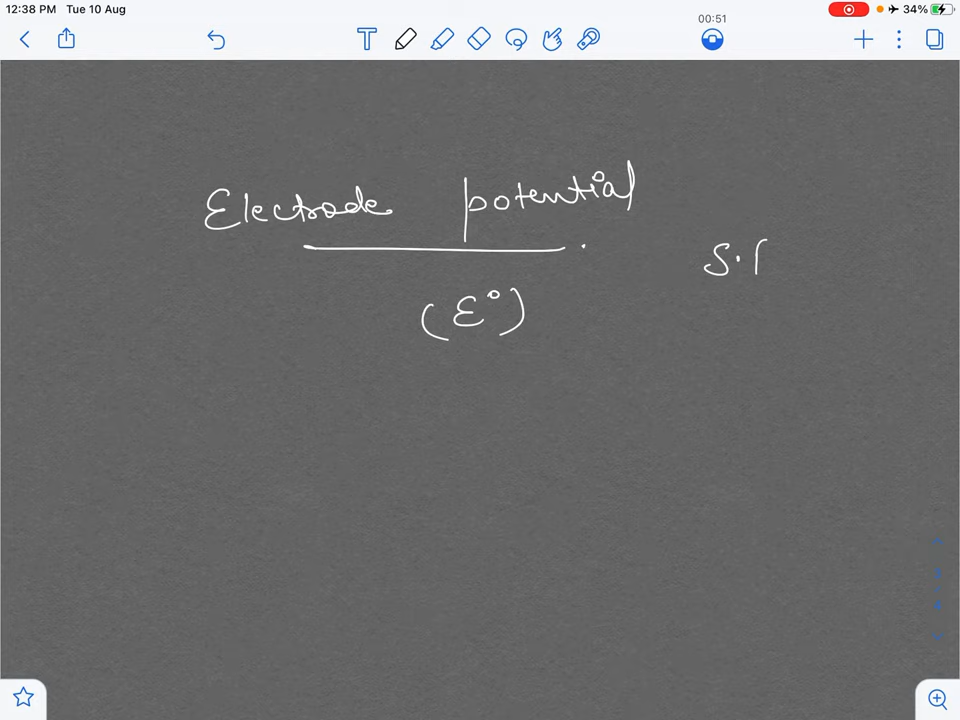 12:38 PM Tue 10 Aug
34%
00:51
Electrode potential
S.
(E°)